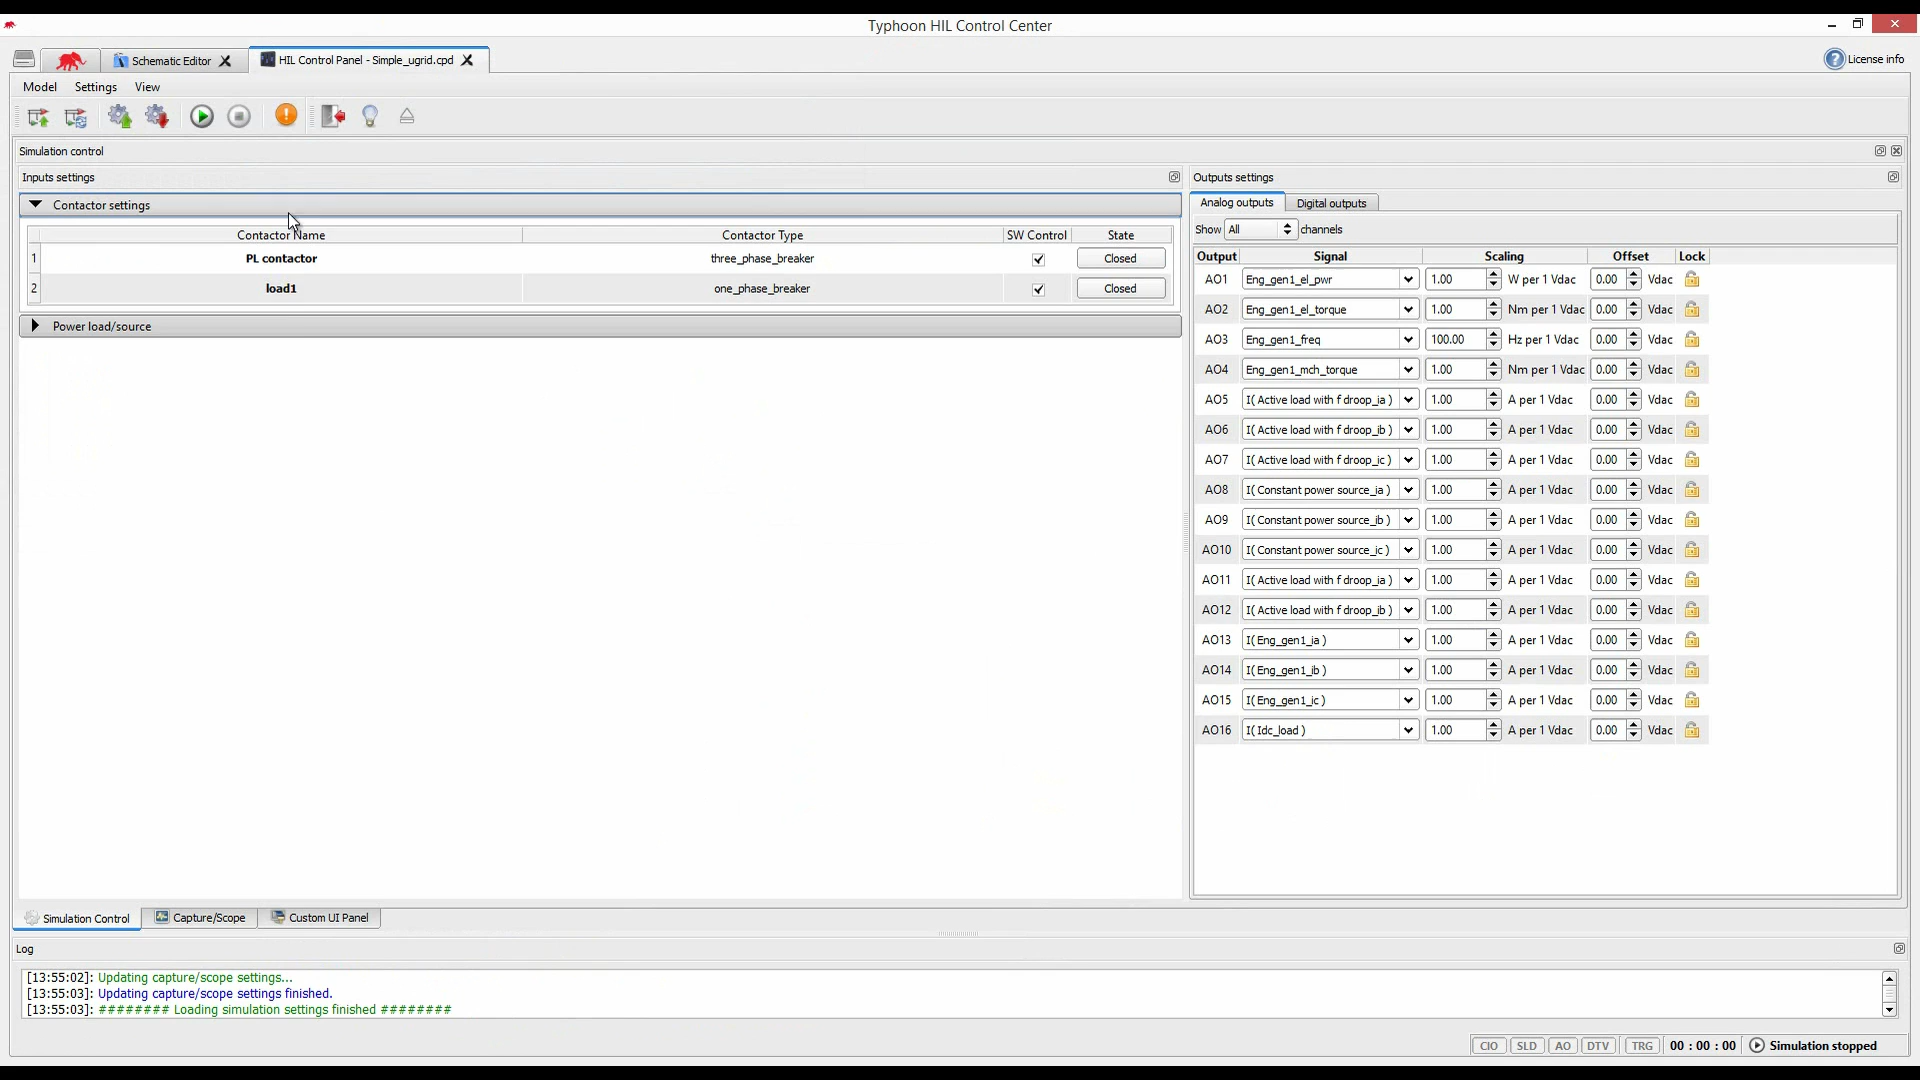 Typhoon HIL Control Center
Schematic Editor
HIL Control Panel - Simple_ugrid.cpd
License info
Model Settings View
Simulation control
Inputs settings
Contactor settings
Contactor Name Contactor Type SW Control State
1 PL contactor three_phase_breaker Closed
2 load1 one_phase_breaker Closed
Power load/source
Outputs settings
Analog outputs Digital outputs
Show All channels
Output Signal Scaling Offset Lock
AO1 Eng_gen1_el_pwr 1.00 W per 1 Vdac 0.00 Vdac
AO2 Eng_gen1_el_torque 1.00 Nm per 1 Vdac 0.00 Vdac
AO3 Eng_gen1_freq 100.00 Hz per 1 Vdac 0.00 Vdac
AO4 Eng_gen1_mch_torque 1.00 Nm per 1 Vdac 0.00 Vdac
AO5 I( Active load with f droop_ia ) 1.00 A per 1 Vdac 0.00 Vdac
AO6 I( Active load with f droop_ib ) 1.00 A per 1 Vdac 0.00 Vdac
AO7 I( Active load with f droop_ic ) 1.00 A per 1 Vdac 0.00 Vdac
AO8 I( Constant power source_ia ) 1.00 A per 1 Vdac 0.00 Vdac
AO9 I( Constant power source_ib ) 1.00 A per 1 Vdac 0.00 Vdac
AO10 I( Constant power source_ic ) 1.00 A per 1 Vdac 0.00 Vdac
AO11 I( Active load with f droop_ia ) 1.00 A per 1 Vdac 0.00 Vdac
AO12 I( Active load with f droop_ib ) 1.00 A per 1 Vdac 0.00 Vdac
AO13 I( Eng_gen1_ia ) 1.00 A per 1 Vdac 0.00 Vdac
AO14 I( Eng_gen1_ib ) 1.00 A per 1 Vdac 0.00 Vdac
AO15 I( Eng_gen1_ic ) 1.00 A per 1 Vdac 0.00 Vdac
AO16 I( Idc_load ) 1.00 A per 1 Vdac 0.00 Vdac
Simulation Control Capture/Scope Custom UI Panel
Log
[13:55:02]: Updating capture/scope settings...
[13:55:03]: Updating capture/scope settings finished.
[13:55:03]: ######## Loading simulation settings finished ########
CIO SLD AO DTV TRG 00 : 00 : 00 Simulation stopped